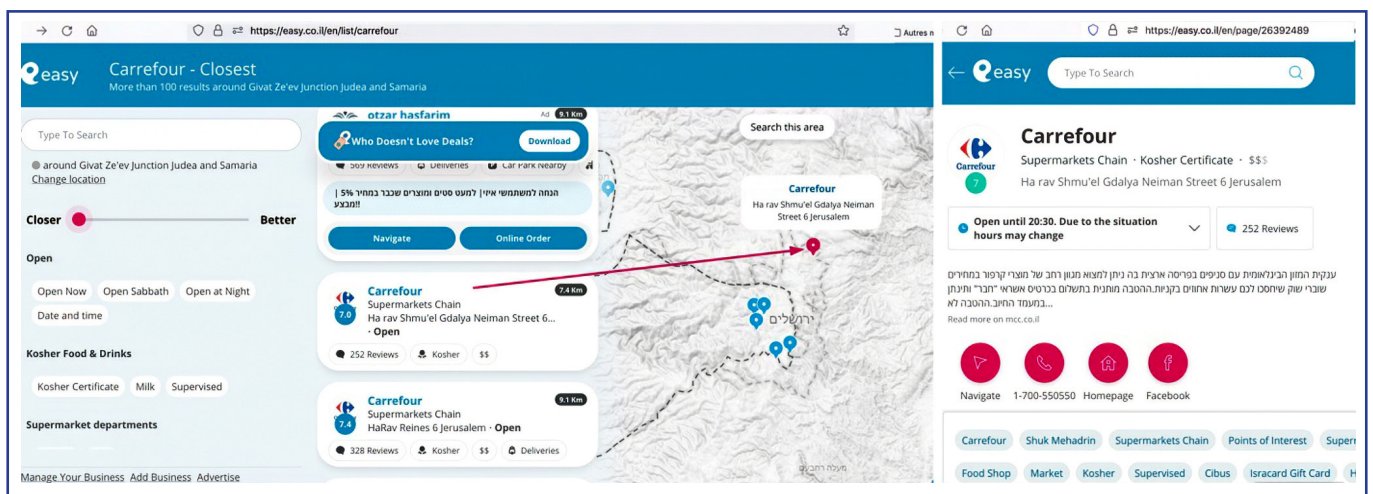 https://easy.co.il/en/list/carrefour
Autres m
easy
Carrefour - Closest
More than 100 results around Givat Ze'ev Junction Judea and Samaria
Type To Search
around Givat Ze'ev Junction Judea and Samaria
Change location
Closer
Better
Open
Open Now
Open Sabbath
Open at Night
Date and time
Kosher Food & Drinks
Kosher Certificate
Milk
Supervised
Supermarket departments
Manage Your Business Add Business Advertise
otzar hasfarim
Ad
9.1 Km
Who Doesn't Love Deals?
Download
569 Reviews
Deliveries
Car Park Nearby
הנחה למשתמשי איזי| למעט סטים ומוצרים שכבר במחיר 5% |
מבצע!!
Navigate
Online Order
Carrefour
7.4 Km
Supermarkets Chain
7.0
Ha rav Shmu'el Gdalya Neiman Street 6...
· Open
252 Reviews
Kosher
$$
Carrefour
9.1 Km
Supermarkets Chain
7.4
HaRav Reines 6 Jerusalem · Open
328 Reviews
Kosher
$$
Deliveries
Search this area
Carrefour
Ha rav Shmu'el Gdalya Neiman
Street 6 Jerusalem
ירושלים
מעלה רחבעם
https://easy.co.il/en/page/26392489
easy
Type To Search
Carrefour
7
Carrefour
Supermarkets Chain · Kosher Certificate · $$$
Ha rav Shmu'el Gdalya Neiman Street 6 Jerusalem
Open until 20:30. Due to the situation
hours may change
252 Reviews
ענקית המזון הבינלאומית עם סניפים בפריסה ארצית בה ניתן למצוא מגוון רחב של מוצרי קרפור במחירים
שוברי שוק שיחסכו לכם עשרות אחוזים בקניות.ההטבה מותנית בתשלום בכרטיס אשראי "חבר" ותינתן
במעמד החיוב.ההטבה לא...
Read more on mcc.co.il
Navigate
1-700-550550
Homepage
Facebook
Carrefour
Shuk Mehadrin
Supermarkets Chain
Points of Interest
Superr
Food Shop
Market
Kosher
Supervised
Cibus
Isracard Gift Card
H